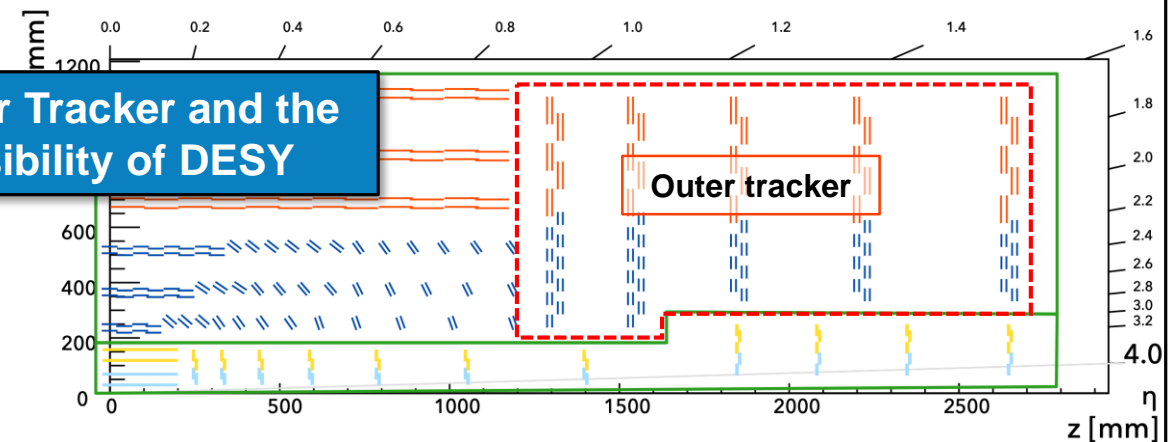 0.0 0.2 0.4 0.6 0.8 1.0 1.2 1.4 1.6
mm]
1200
r Tracker and the
sibility of DESY
Outer tracker
1.8
2.0
2.2
600
2.4
2.6
400
2.8
3.0
3.2
200
4.0
0
0 500 1000 1500 2000 2500 η
z [mm]